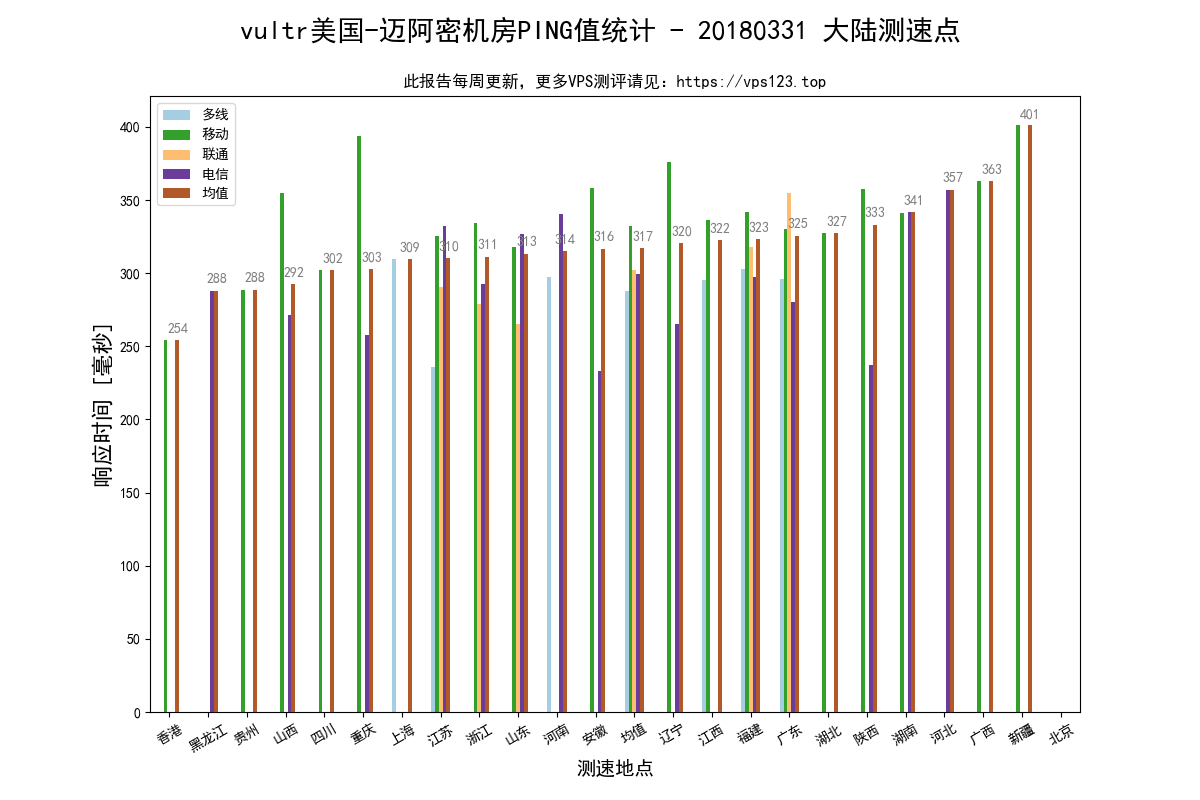 vultr美国-迈阿密机房PING值统计 - 20180331 大陆测速点
此报告每周更新，更多VPS测评请见：https://vps123.top
多线
移动
联通
电信
均值
400
350
300
250
200
150
100
50
0
响应时间 [毫秒]
254
288
288
292
302
303
309
310
311
313
314
316
317
320
322
323
325
327
333
341
357
363
401
香港
黑龙江
贵州
山西
四川
重庆
上海
江苏
浙江
山东
河南
安徽
均值
辽宁
江西
福建
广东
湖北
陕西
湖南
河北
广西
新疆
北京
测速地点